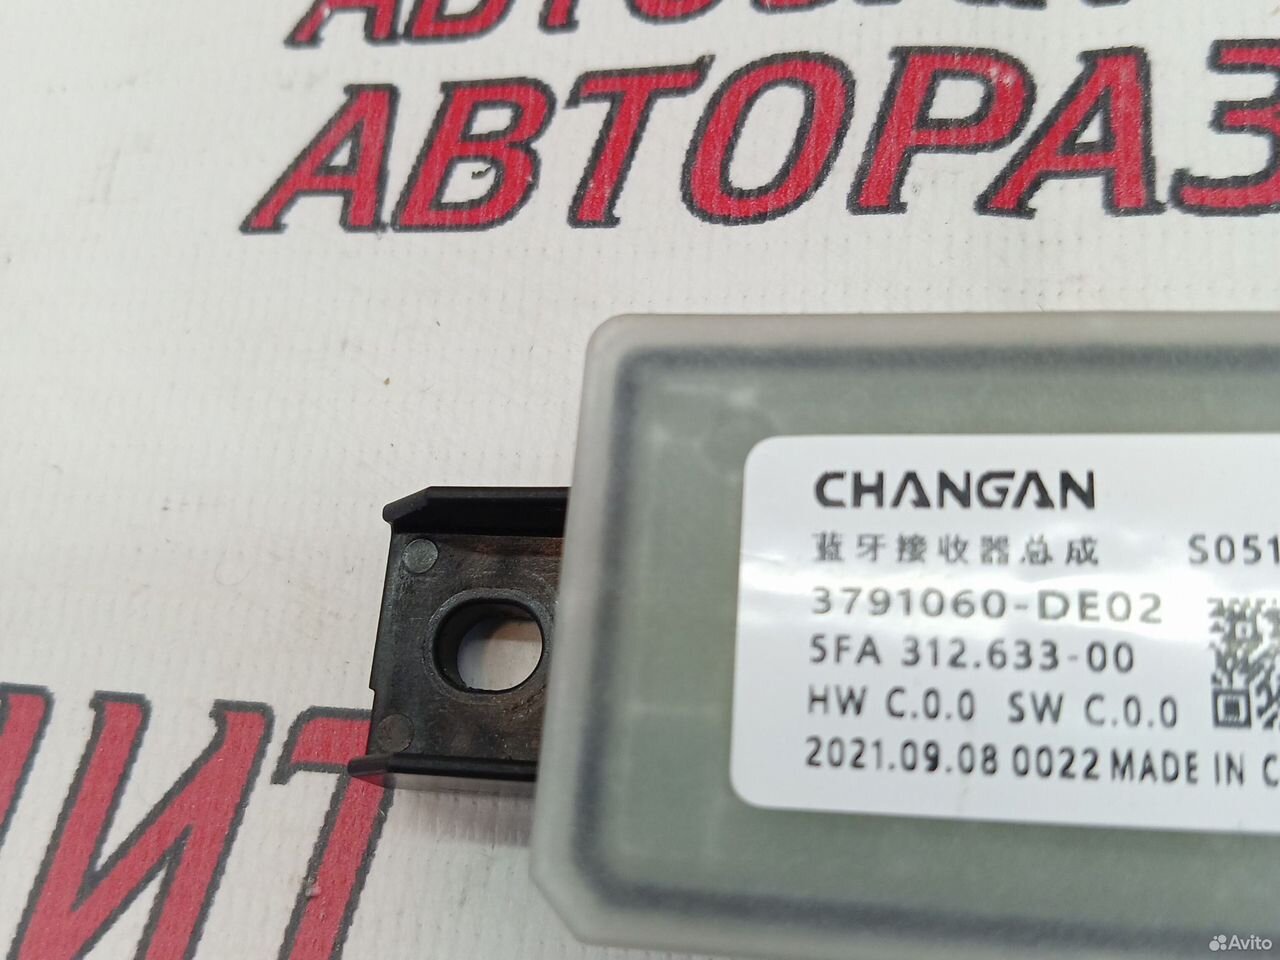 АВТОРАЗ
CHANGAN
蓝牙接收器总成 S051
3791060-DE02
5FA 312.633-00
HW C.0.0 SW C.0.0
2021.09.08 0022 MADE IN C
ИТ
Avito